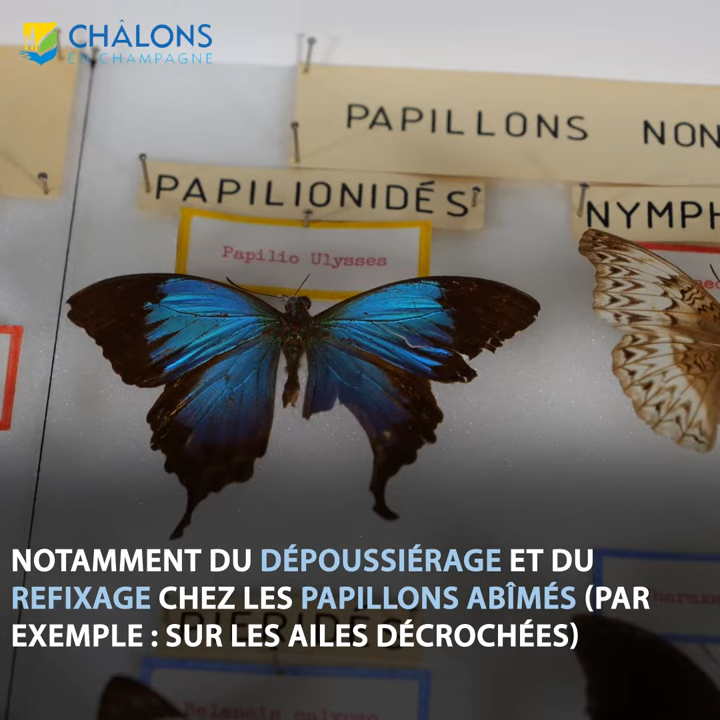 CHÂLONS
EN CHAMPAGNE
PAPILLONS NON
PAPILIONIDÉS
NYMPH
Papilio Ulysses
NOTAMMENT DU DÉPOUSSIÉRAGE ET DU
REFIXAGE CHEZ LES PAPILLONS ABÎMÉS (PAR
EXEMPLE : SUR LES AILES DÉCROCHÉES)
PIERIDÉS